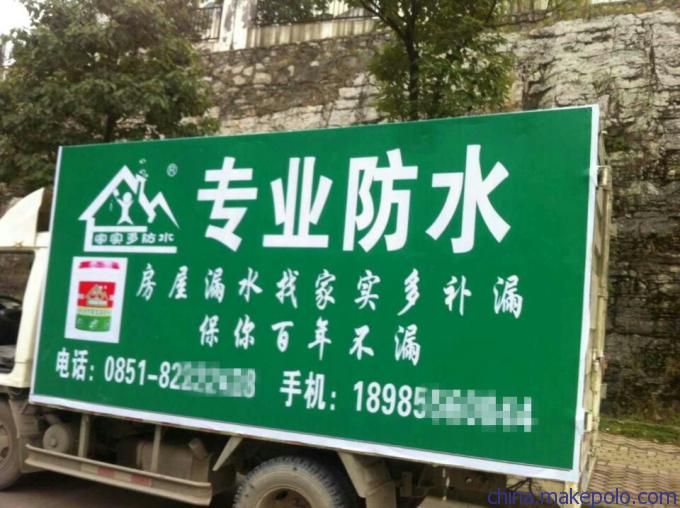 专业防水
®
家实多防水
房屋漏水找家实多补漏
保你百年不漏
电话：0851-82
手机：18985
china.makepolo.com